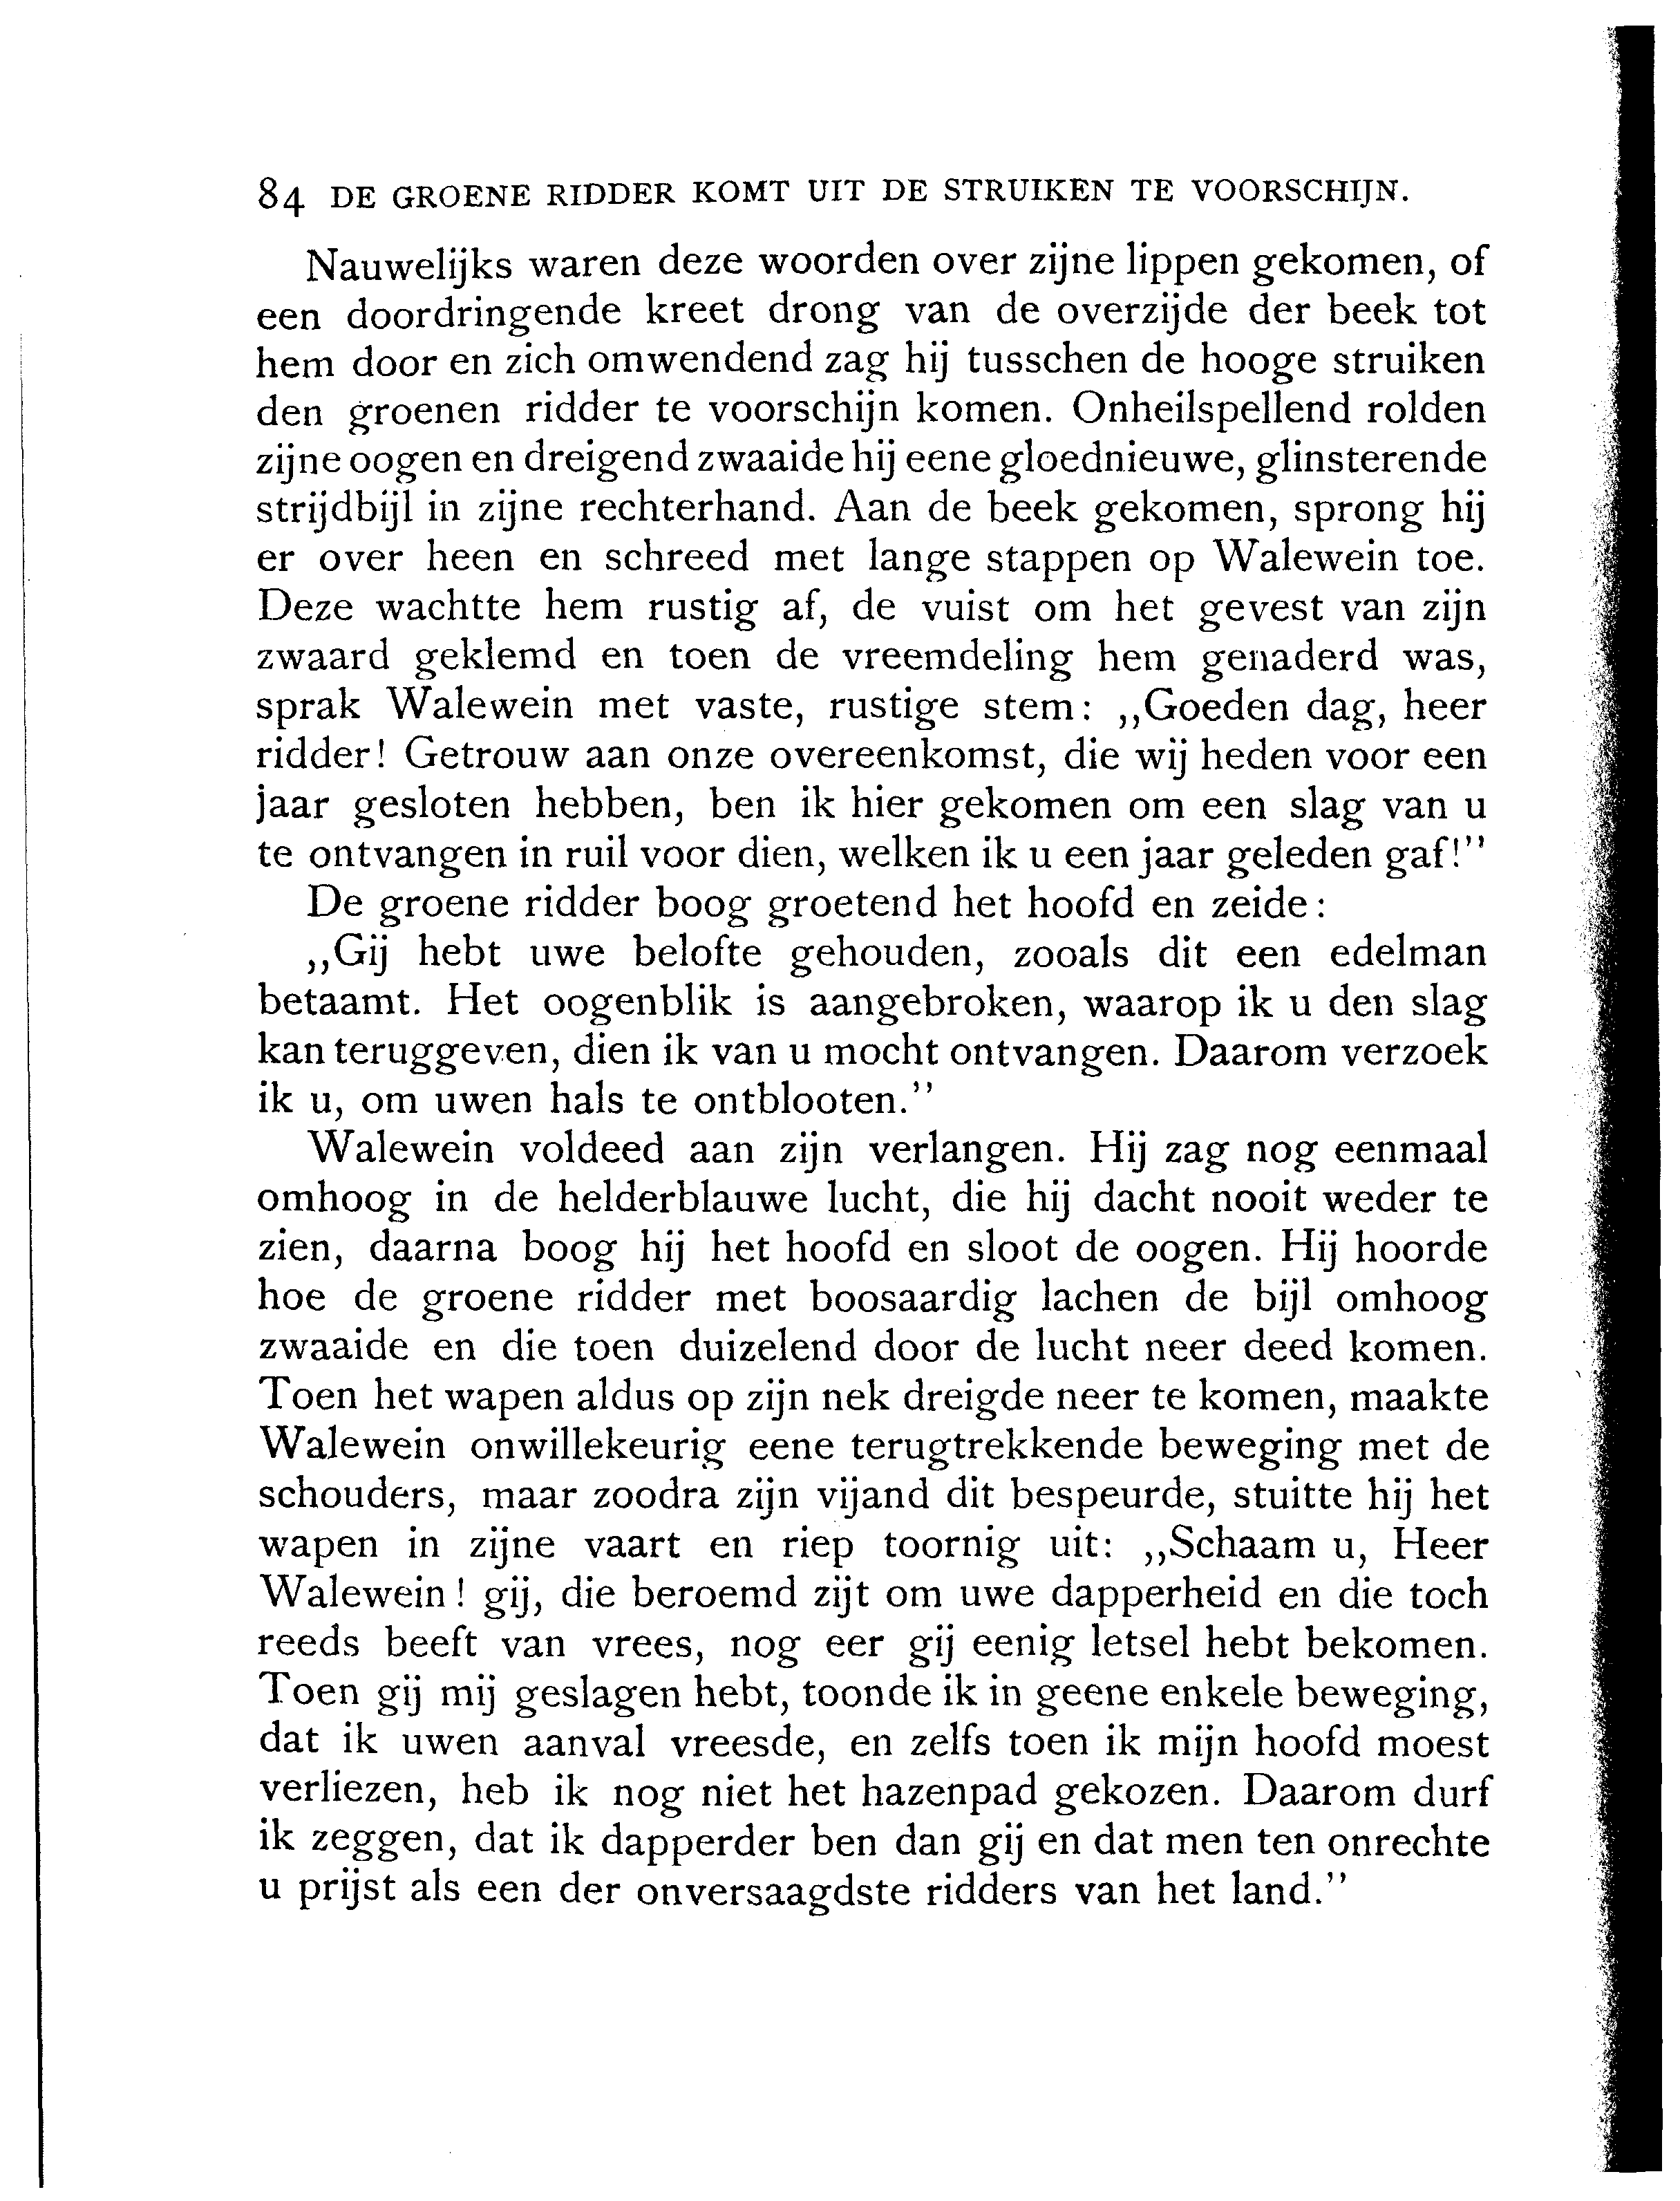 84 DE GROENE RIDDER KOMT UIT DE STRUIKEN TE VOORSCHIJN.
Nauwelijks waren deze woorden over zijne lippen gekomen, of
een doordringende kreet drong van de overzijde der beek tot
hem door en zich omwendend zag hij tusschen de hooge struiken
den groenen ridder te voorschijn komen. Onheilspellend rolden
zijne oogen en dreigend zwaaide hij eene gloednieuwe, glinsterende
strijdbijl in zijne rechterhand. Aan de beek gekomen, sprong hij
er over heen en schreed met lange stappen op Walewein toe.
Deze wachtte hem rustig af, de vuist om het gevest van zijn
zwaard geklemd en toen de vreemdeling hem genaderd was,
sprak Walewein met vaste, rustige stem: ,,Goeden dag, heer
ridder! Getrouw aan onze overeenkomst, die wij heden voor een
jaar gesloten hebben, ben ik hier gekomen om een slag van u
te ontvangen in ruil voor dien, welken ik u een jaar geleden gaf!''
De groene ridder boog groetend het hoofd en zeide:
,,Gij hebt uwe belofte gehouden, zooals dit een edelman
betaamt. Het oogenblik is aangebroken, waarop ik u den slag
kan teruggeven, dien ik van u mocht ontvangen. Daarom verzoek
ik u, om uwen hals te ontblooten.''
Walewein voldeed aan zijn verlangen. Hij zag nog eenmaal
omhoog in de helderblauwe lucht, die hij dacht nooit weder te
zien, daarna boog hij het hoofd en sloot de oogen. Hij hoorde
hoe de groene ridder met boosaardig lachen de bijl omhoog
zwaaide en die toen duizelend door de lucht neer deed komen.
Toen het wapen aldus op zijn nek dreigde neer te komen, maakte
Walewein onwillekeurig eene terugtrekkende beweging met de
schouders, maar zoodra zijn vijand dit bespeurde, stuitte hij het
wapen in zijne vaart en riep toornig uit: ,,Schaam u, Heer
Walewein! gij, die beroemd zijt om uwe dapperheid en die toch
reeds beeft van vrees, nog eer gij eenig letsel hebt bekomen.
Toen gij mij geslagen hebt, toonde ik in geene enkele beweging,
dat ik uwen aanval vreesde, en zelfs toen ik mijn hoofd moest
verliezen, heb ik nog niet het hazenpad gekozen. Daarom durf
ik zeggen, dat ik dapperder ben dan gij en dat men ten onrechte
u prijst als een der onversaagdste ridders van het land.''